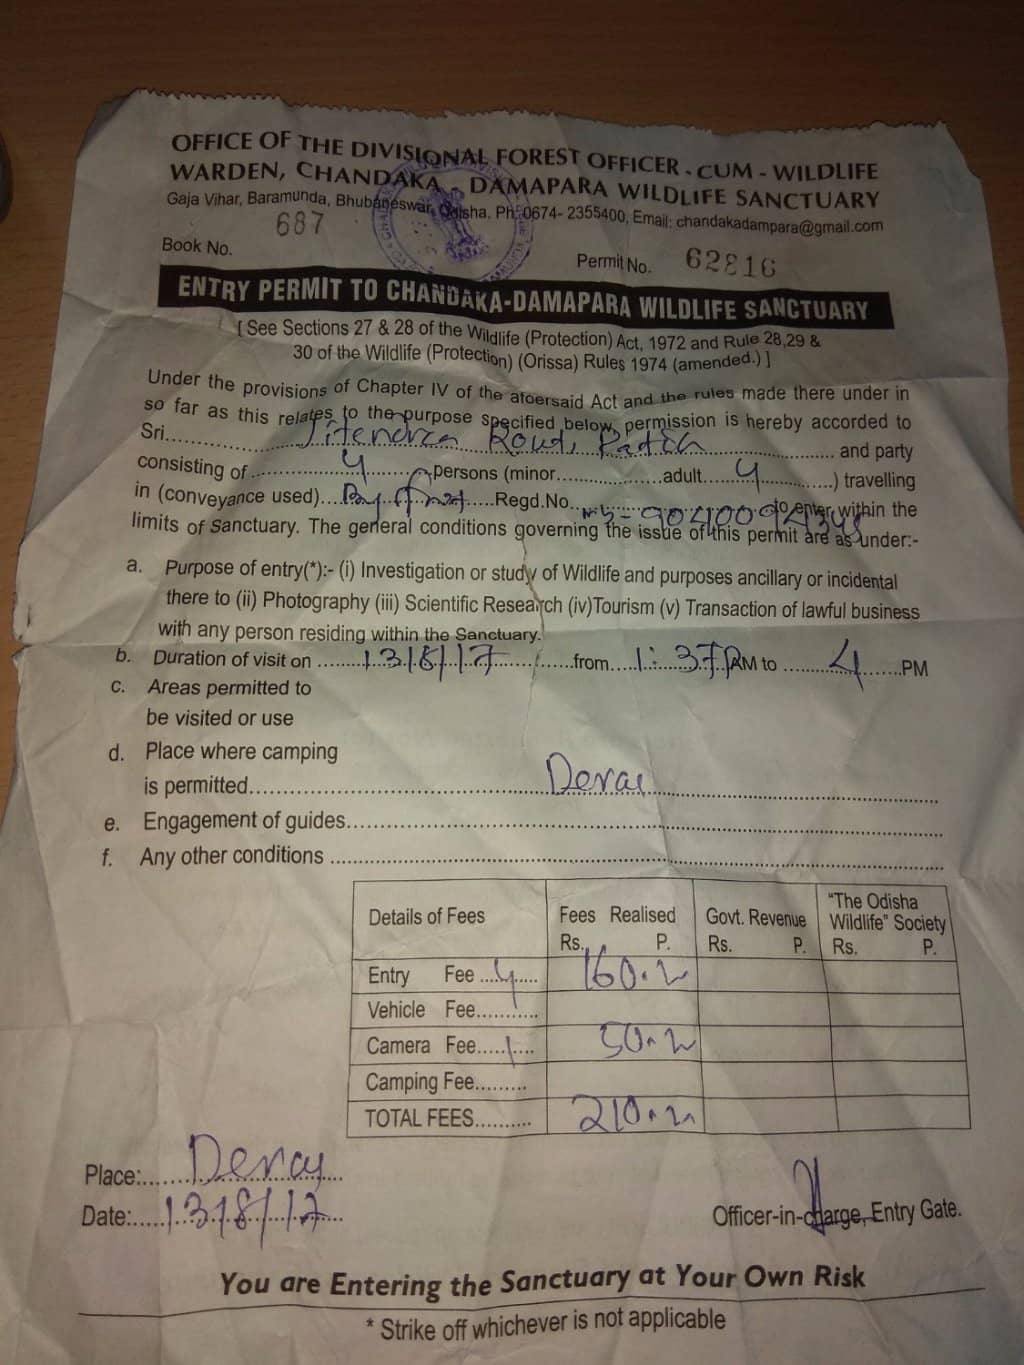 OFFICE OF THE DIVISIONAL FOREST OFFICER - CUM - WILDLIFE
WARDEN, CHANDAKA - DAMAPARA WILDLIFE SANCTUARY
Gaja Vihar, Baramunda, Bhubaneswar, Odisha. Ph: 0674- 2355400, Email: chandakadampara@gmail.com
Book No. 687
Permit No. 62816
ENTRY PERMIT TO CHANDAKA-DAMAPARA WILDLIFE SANCTUARY
[ See Sections 27 & 28 of the Wildlife (Protection) Act, 1972 and Rule 28,29 &
30 of the Wildlife (Protection) (Orissa) Rules 1974 (amended.) ]
Under the provisions of Chapter IV of the atoersaid Act and the rules made there under in
so far as this relates to the purpose specified below, permission is hereby accorded to
Sri.......... Jitendra Rout, Patia .......... and party
consisting of .......... 4 .......... persons (minor.......... adult.... 4 ..........) travelling
in (conveyance used)... By foot .....Regd.No.......... to enter within the
limits of Sanctuary. The general conditions governing the issue of this permit are as under:-
a. Purpose of entry(*):- (i) Investigation or study of Wildlife and purposes ancillary or incidental
there to (ii) Photography (iii) Scientific Research (iv)Tourism (v) Transaction of lawful business
with any person residing within the Sanctuary.
b. Duration of visit on .......... 13/8/17 .......... from.... 1:37 PM to ....... 4 .......PM
c. Areas permitted to
be visited or use
d. Place where camping
is permitted.......... Deras ..........
e. Engagement of guides..........
f. Any other conditions ..........
Details of Fees
Fees Realised
Rs. P.
Govt. Revenue
Rs. P.
"The Odisha
Wildlife" Society
Rs. P.
Entry Fee .... 4 ..... 160
Vehicle Fee..........
Camera Fee.... 1 .... 50
Camping Fee.........
TOTAL FEES.......... 210
Place:..... Deras .....
Date:.... 13/8/17 .....
Officer-in-charge, Entry Gate.
You are Entering the Sanctuary at Your Own Risk
* Strike off whichever is not applicable